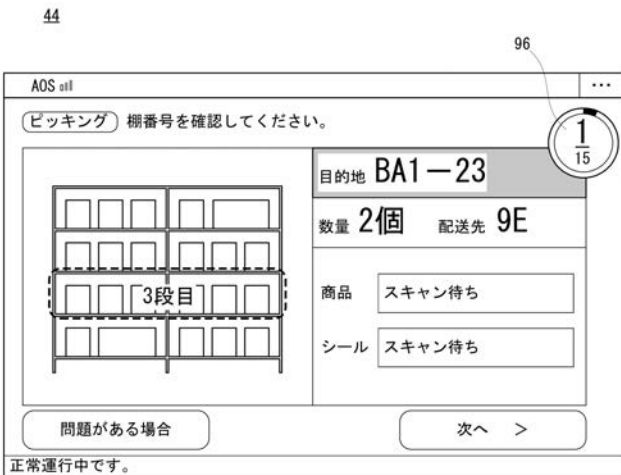 44
96
AOS
...
ピッキング 棚番号を確認してください。
1
15
目的地 BA1-23
数量 2個 配送先 9E
3段目
商品 スキャン待ち
シール スキャン待ち
問題がある場合
次へ >
正常運行中です。